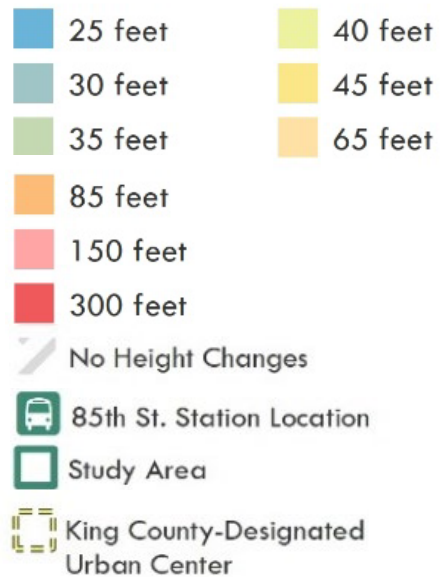 25 feet
40 feet
30 feet
45 feet
35 feet
65 feet
85 feet
150 feet
300 feet
No Height Changes
85th St. Station Location
Study Area
King County-Designated
Urban Center